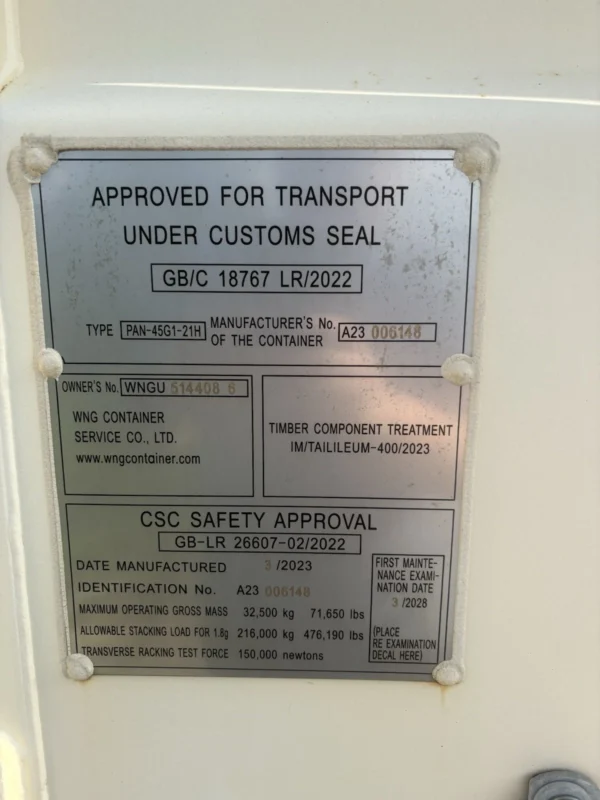 APPROVED FOR TRANSPORT
UNDER CUSTOMS SEAL
GB/C 18767 LR/2022
TYPE PAN-45G1-21H MANUFACTURER'S No. OF THE CONTAINER A23 006148
OWNER'S No. WNGU 514408 6
WNG CONTAINER
SERVICE CO., LTD.
www.wngcontainer.com
TIMBER COMPONENT TREATMENT
IM/TAILILEUM-400/2023
CSC SAFETY APPROVAL
GB-LR 26607-02/2022
DATE MANUFACTURED 3 /2023
IDENTIFICATION No. A23 006148
MAXIMUM OPERATING GROSS MASS 32,500 kg 71,650 lbs
ALLOWABLE STACKING LOAD FOR 1.8g 216,000 kg 476,190 lbs
TRANSVERSE RACKING TEST FORCE 150,000 newtons
FIRST MAINTE-
NANCE EXAMI-
NATION DATE
3 /2028
(PLACE
RE EXAMINATION
DECAL HERE)